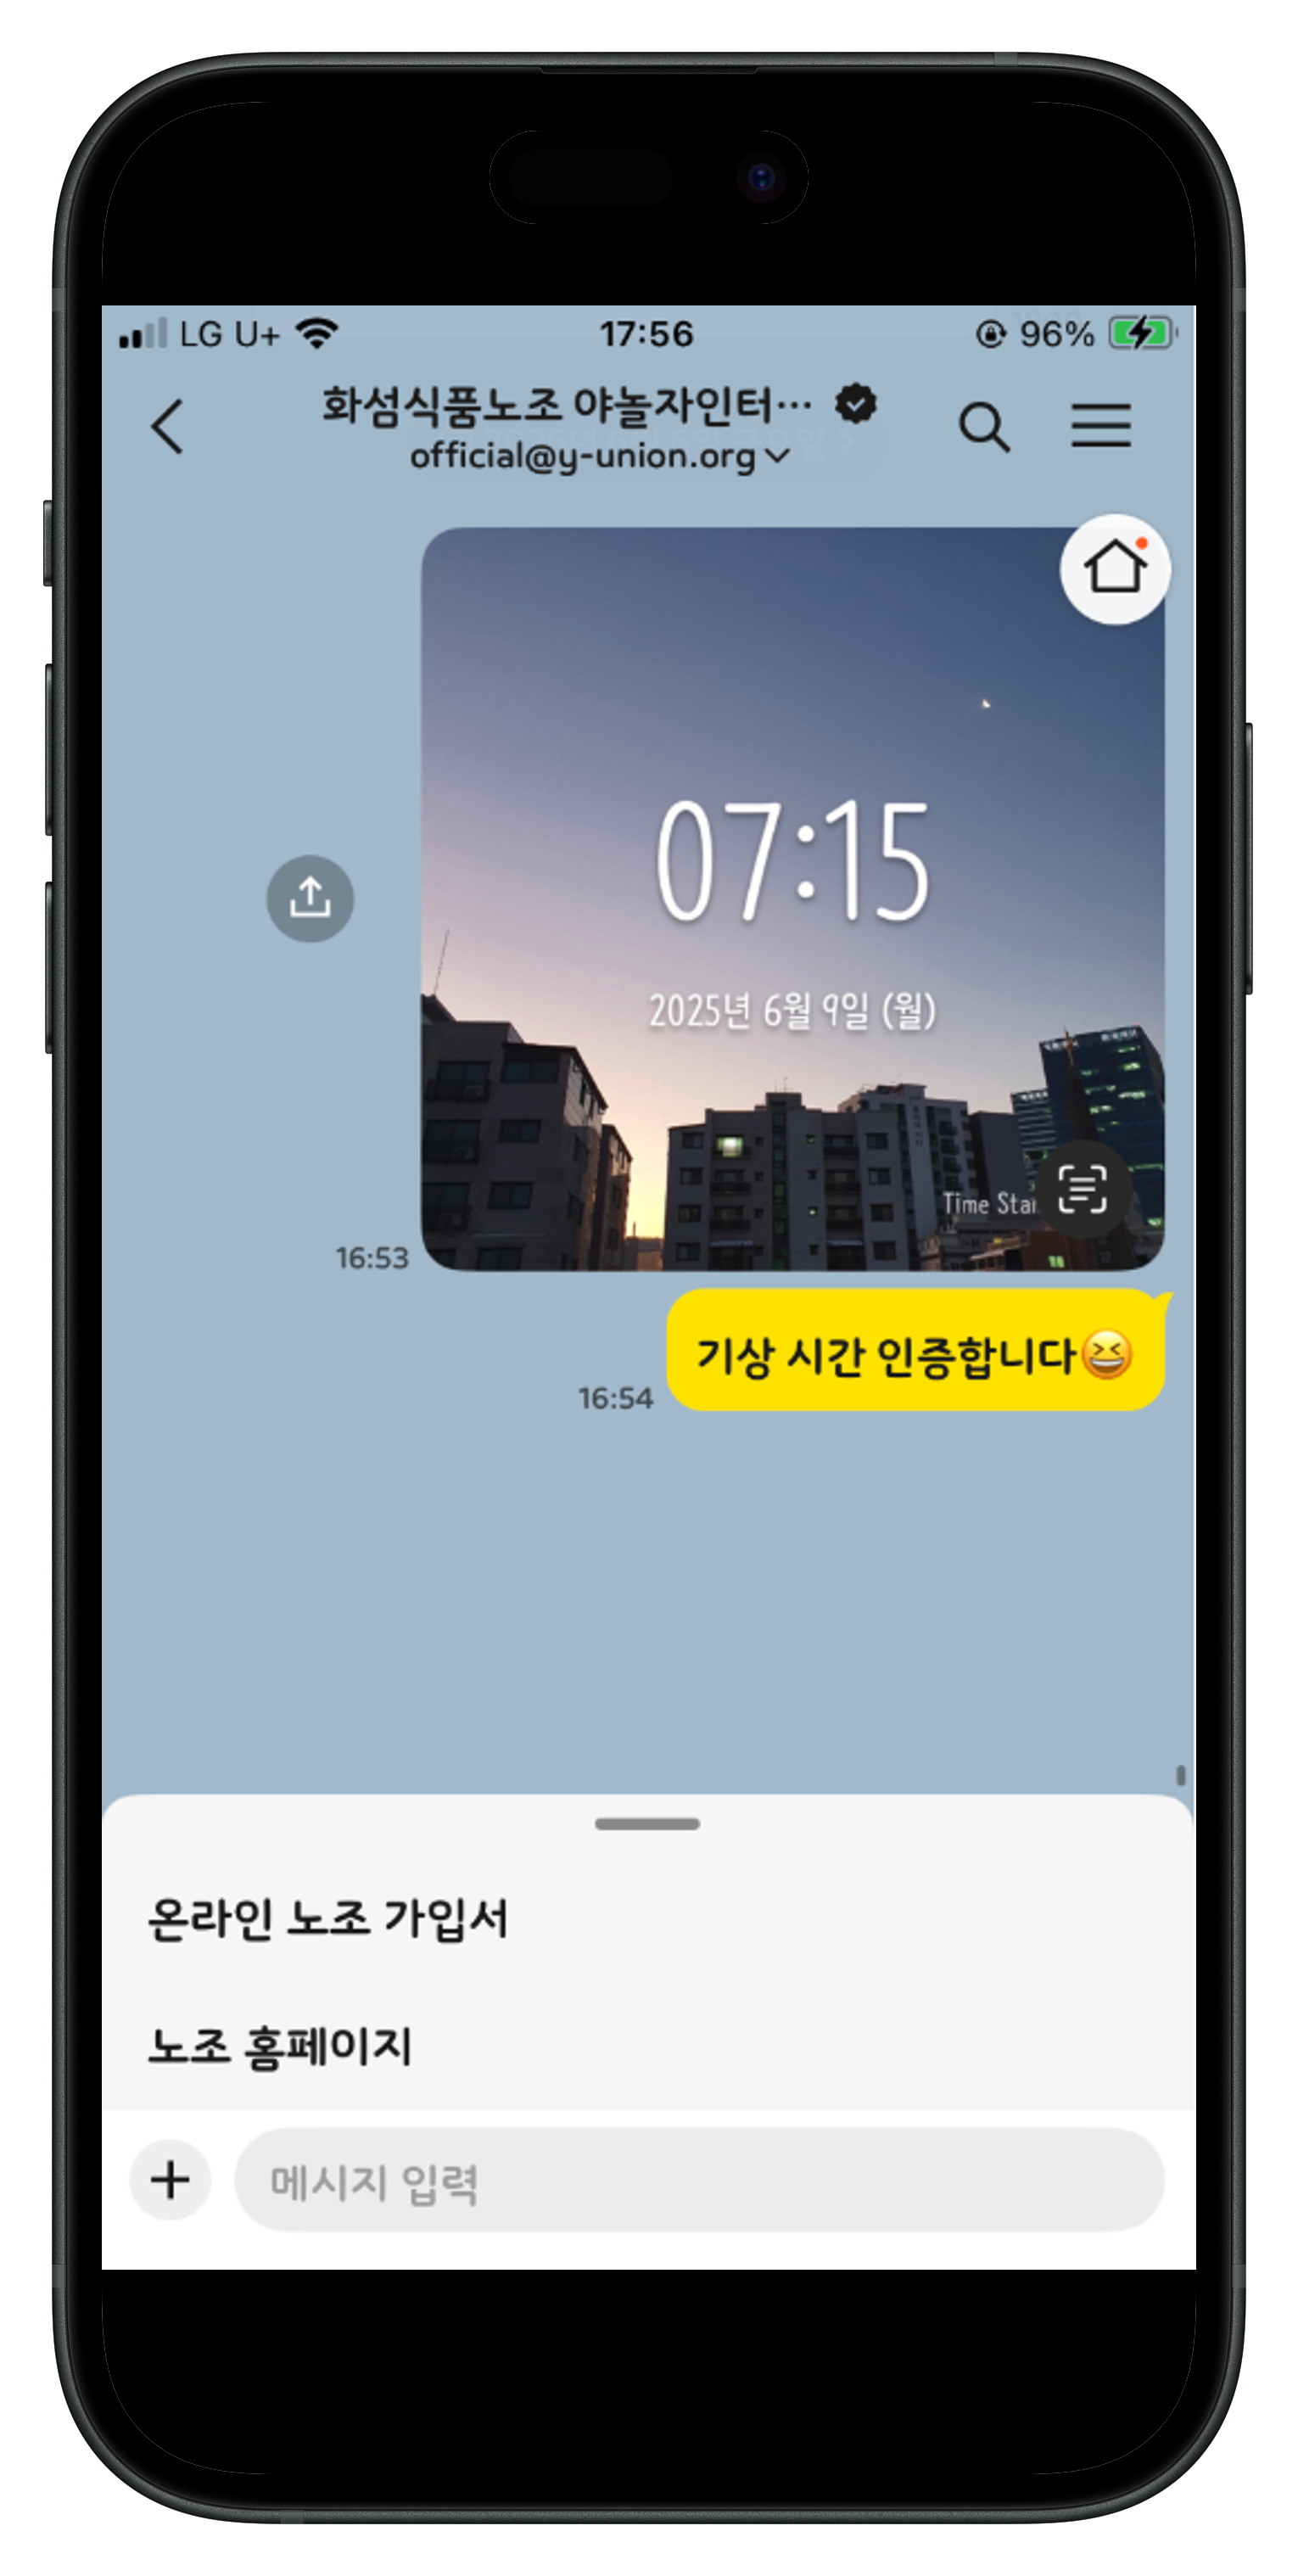 LG U+ 17:56 96%
화섬식품노조 야놀자인터…
official@y-union.org
07:15
2025년 6월 9일 (월)
Time
16:53
기상 시간 인증합니다😆
16:54
온라인 노조 가입서
노조 홈페이지
메시지 입력